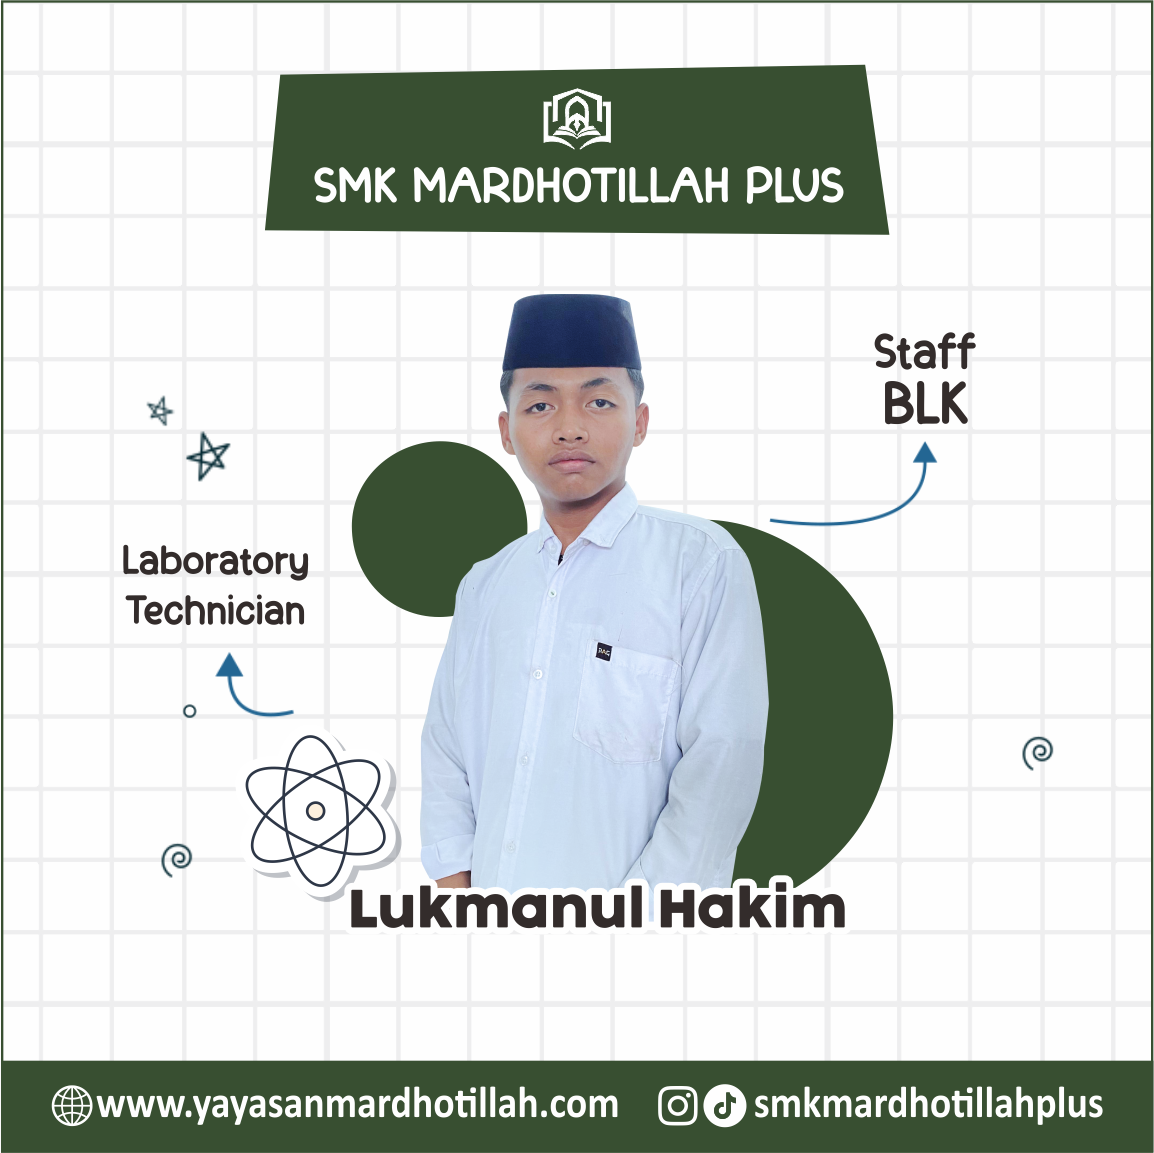 SMK MARDHOTILLAH PLUS
Staff
BLK
Laboratory
Technician
Lukmanul Hakim
www.yayasanmardhotillah.com
smkmardhotillahplus